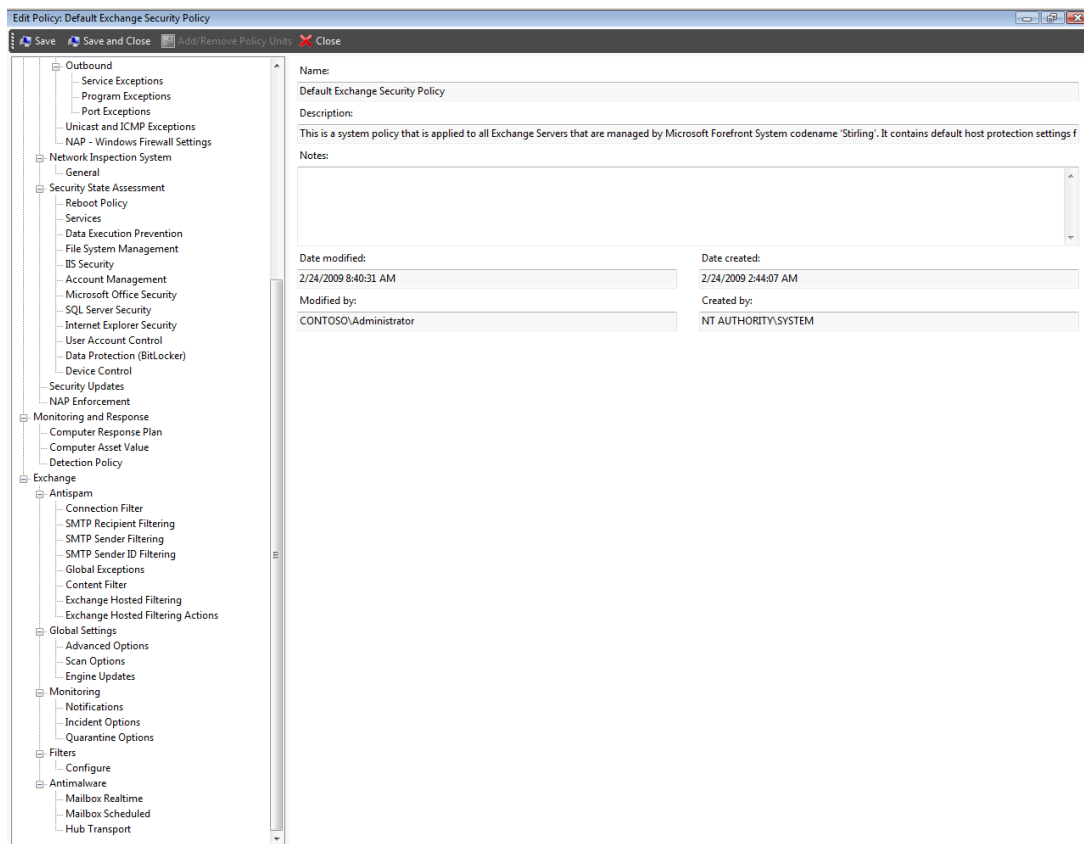 Edit Policy: Default Exchange Security Policy
Save Save and Close Add/Remove Policy Units Close
Outbound
Service Exceptions
Program Exceptions
Port Exceptions
Unicast and ICMP Exceptions
NAP - Windows Firewall Settings
Network Inspection System
General
Security State Assessment
Reboot Policy
Services
Data Execution Prevention
File System Management
IIS Security
Account Management
Microsoft Office Security
SQL Server Security
Internet Explorer Security
User Account Control
Data Protection (BitLocker)
Device Control
Security Updates
NAP Enforcement
Monitoring and Response
Computer Response Plan
Computer Asset Value
Detection Policy
Exchange
Antispam
Connection Filter
SMTP Recipient Filtering
SMTP Sender Filtering
SMTP Sender ID Filtering
Global Exceptions
Content Filter
Exchange Hosted Filtering
Exchange Hosted Filtering Actions
Global Settings
Advanced Options
Scan Options
Engine Updates
Monitoring
Notifications
Incident Options
Quarantine Options
Filters
Configure
Antimalware
Mailbox Realtime
Mailbox Scheduled
Hub Transport
Name:
Default Exchange Security Policy
Description:
This is a system policy that is applied to all Exchange Servers that are managed by Microsoft Forefront System codename 'Stirling'. It contains default host protection settings f
Notes:
Date modified:
2/24/2009 8:40:31 AM
Modified by:
CONTOSO\Administrator
Date created:
2/24/2009 2:44:07 AM
Created by:
NT AUTHORITY\SYSTEM